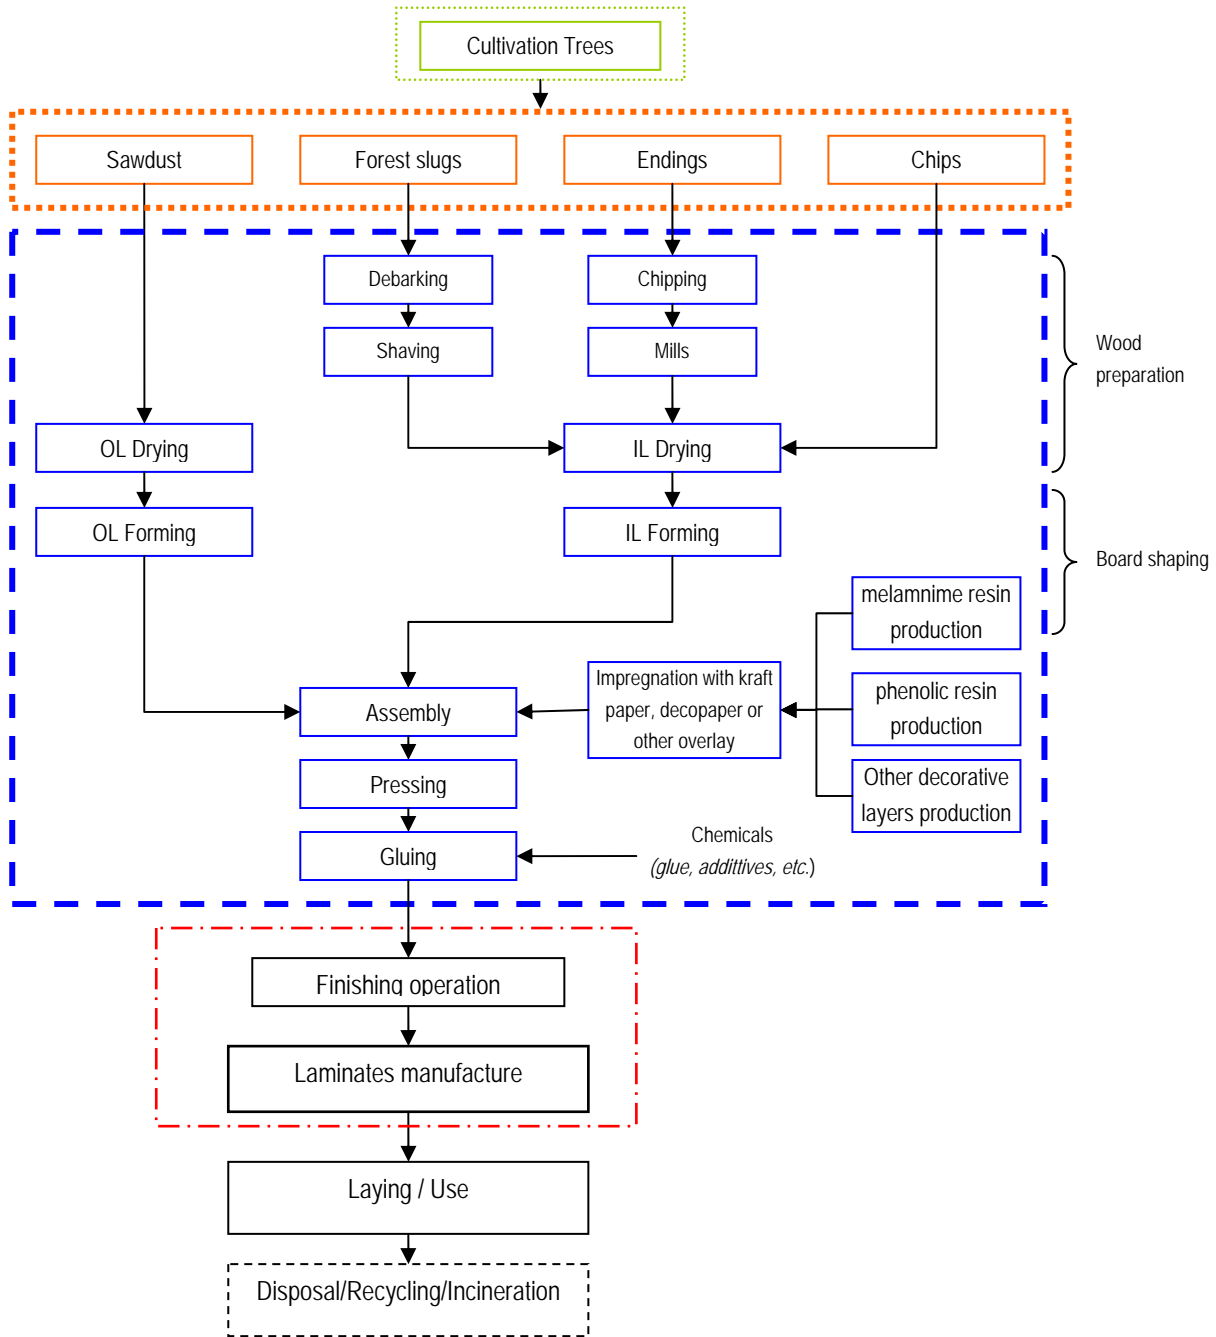 Cultivation Trees
Sawdust
Forest slugs
Endings
Chips
Debarking
Chipping
Shaving
Mills
Wood
preparation
OL Drying
IL Drying
OL Forming
IL Forming
Board shaping
melamnime resin
production
Impregnation with kraft
paper, decopaper or
other overlay
phenolic resin
production
Assembly
Other decorative
layers production
Pressing
Chemicals
(glue, addittives, etc.)
Gluing
Finishing operation
Laminates manufacture
Laying / Use
Disposal/Recycling/Incineration